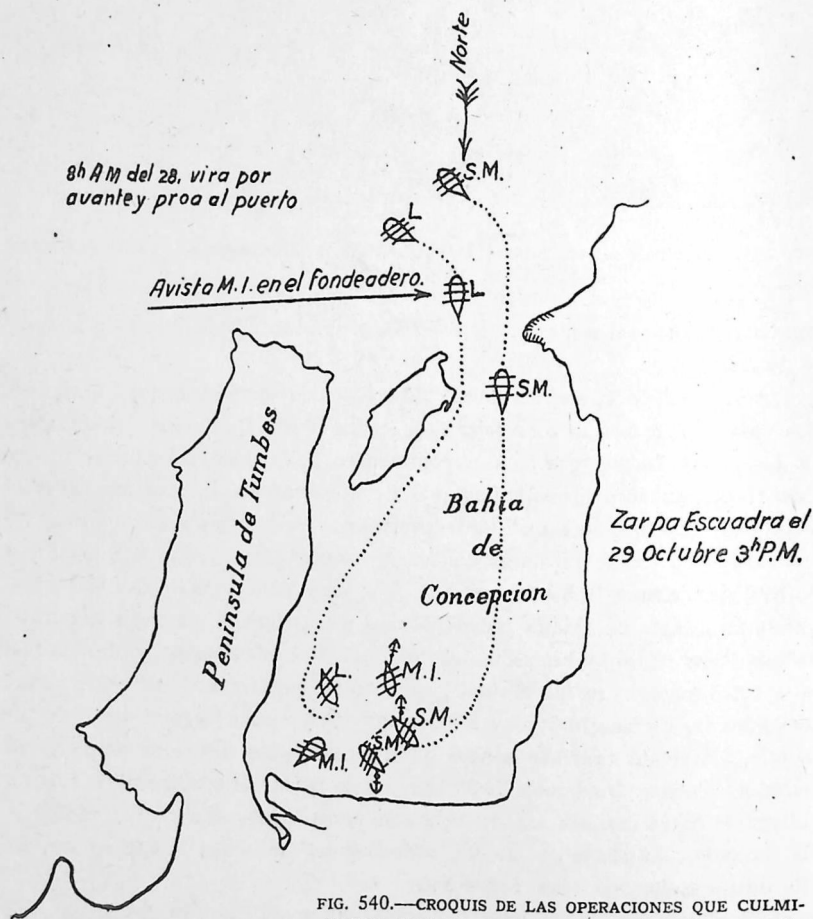 Norte
S.M.
8h AM del 28, vira por
avante y proa al puerto
L
Avista M.I. en el fondeadero.
L
S.M.
Peninsula de Tumbes
Bahia
de
Concepcion
Zarpa Escuadra el
29 Octubre 3h P.M.
L
M.I.
S.M.
S.M.
M.I.
FIG. 540.—CROQUIS DE LAS OPERACIONES QUE CULMI-